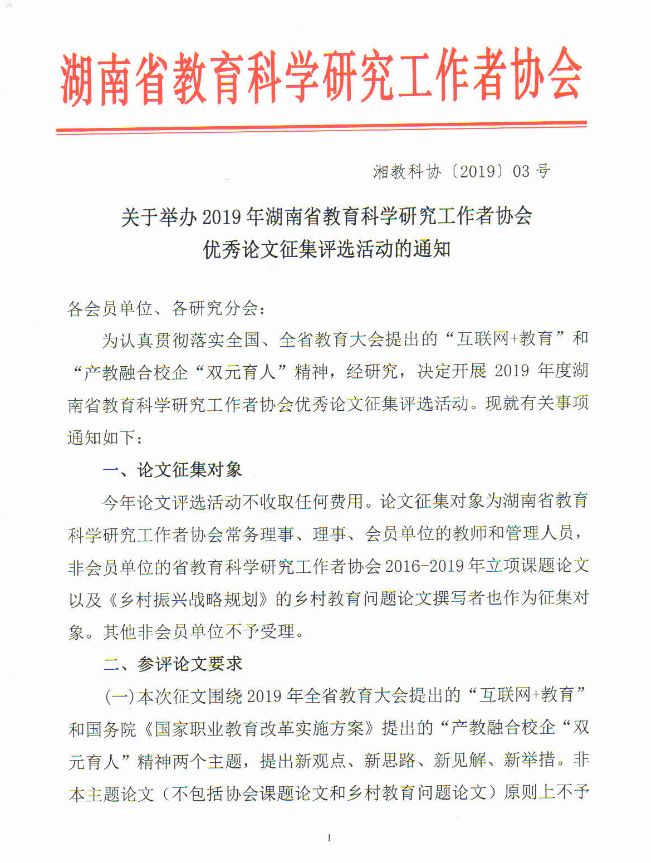 湖南省教育科学研究工作者协会
湘教科协〔2019〕03 号
关于举办 2019 年湖南省教育科学研究工作者协会
优秀论文征集评选活动的通知
各会员单位、各研究分会：
为认真贯彻落实全国、全省教育大会提出的“互联网+教育”和
“产教融合校企“双元育人”精神，经研究，决定开展 2019 年度湖
南省教育科学研究工作者协会优秀论文征集评选活动。现就有关事项
通知如下：
一、论文征集对象
今年论文评选活动不收取任何费用。论文征集对象为湖南省教育
科学研究工作者协会常务理事、理事、会员单位的教师和管理人员，
非会员单位的省教育科学研究工作者协会 2016-2019 年立项课题论文
以及《乡村振兴战略规划》的乡村教育问题论文撰写者也作为征集对
象。其他非会员单位不予受理。
二、参评论文要求
(一)本次征文围绕 2019 年全省教育大会提出的“互联网+教育”
和国务院《国家职业教育改革实施方案》提出的“产教融合校企“双
元育人”精神两个主题，提出新观点、新思路、新见解、新举措。非
本主题论文（不包括协会课题论文和乡村教育问题论文）原则上不予
1